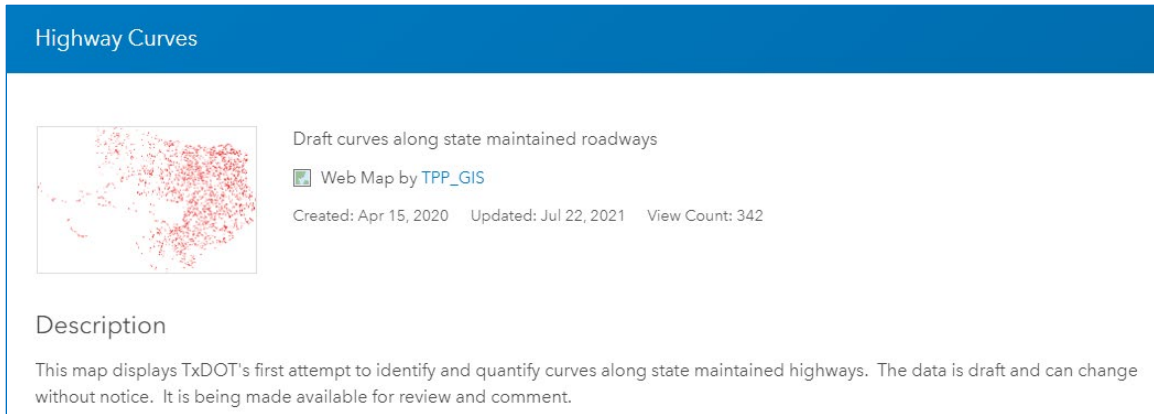 Highway Curves
Draft curves along state maintained roadways
Web Map by TPP_GIS
Created: Apr 15, 2020 Updated: Jul 22, 2021 View Count: 342
Description
This map displays TxDOT's first attempt to identify and quantify curves along state maintained highways. The data is draft and can change
without notice. It is being made available for review and comment.